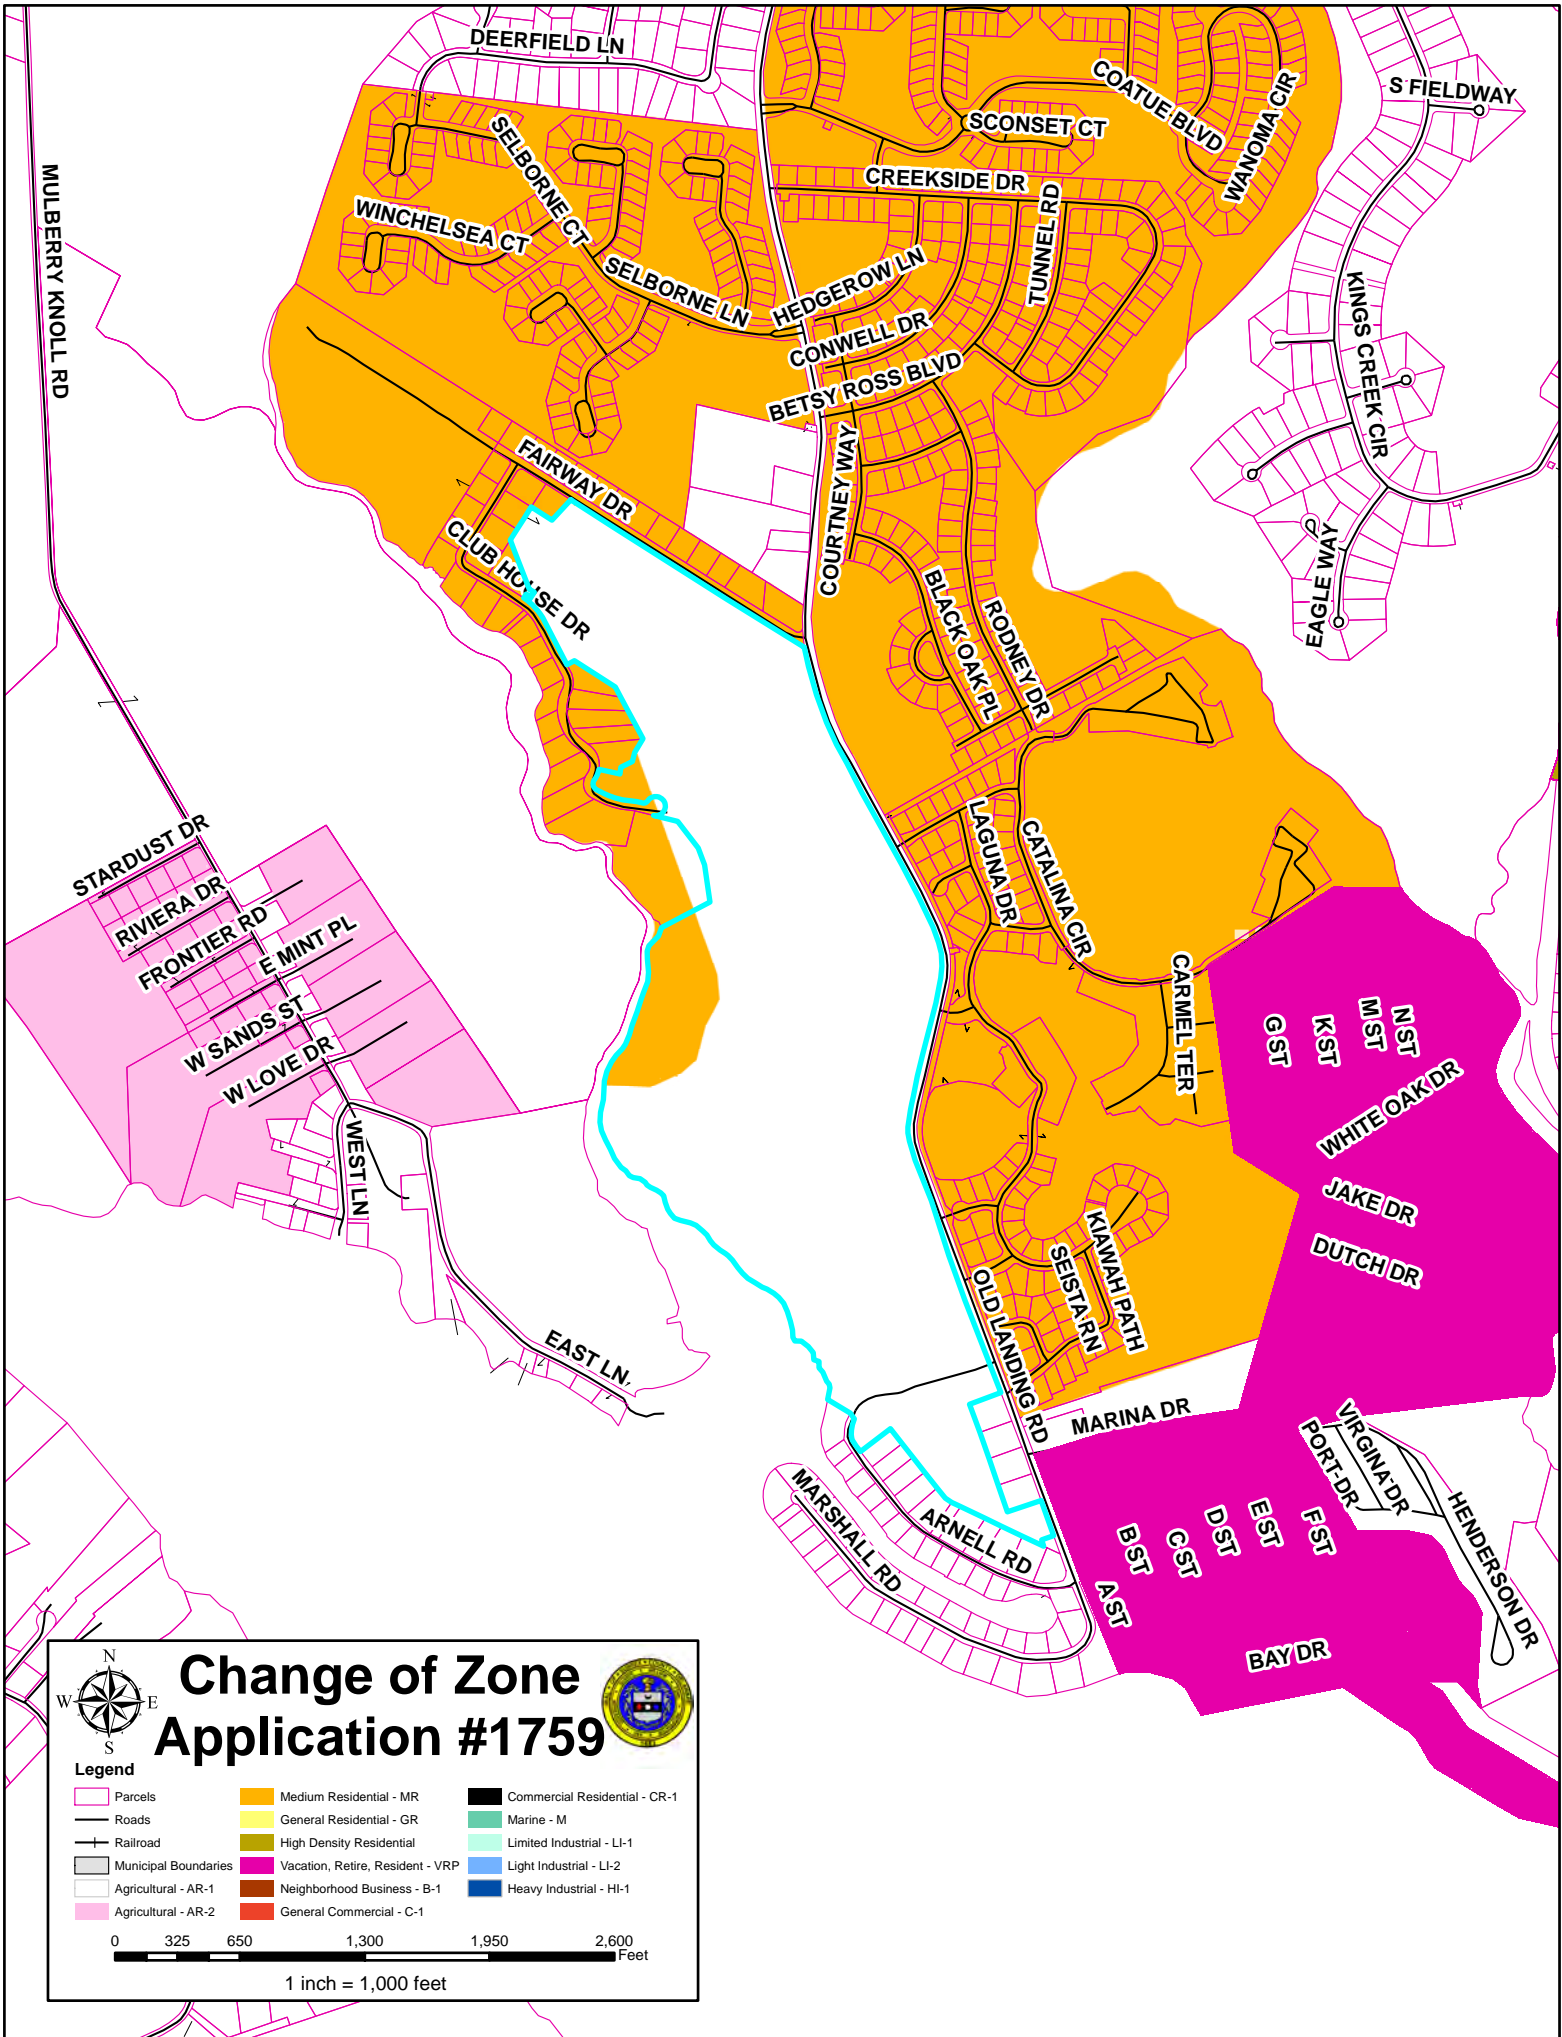 DEERFIELD LN
S FIELDWAY
COATUE BLVD
WANOMA CIR
SCONSET CT
SELBORNE CT
CREEKSIDE DR
MULBERRY KNOLL RD
WINCHELSEA CT
TUNNEL RD
SELBORNE LN
HEDGEROW LN
KINGS CREEK CIR
CONWELL DR
BETSY ROSS BLVD
COURTNEY WAY
FAIRWAY DR
CLUB HOUSE DR
EAGLE WAY
BLACK OAK PL
RODNEY DR
STARDUST DR
LAGUNA DR
CATALINA CIR
RIVIERA DR
FRONTIER RD
E MINT PL
CARMEL TER
W SANDS ST
G ST
K ST
M ST
N ST
W LOVE DR
WHITE OAK DR
WEST LN
JAKE DR
KIAWAH PATH
SEISTA RN
DUTCH DR
OLD LANDING RD
EAST LN
MARINA DR
VIRGINIA DR
PORT DR
MARSHALL RD
ARNELL RD
HENDERSON DR
B ST
C ST
D ST
E ST
F ST
A ST
BAY DR
N
W
E
S
Change of Zone
Application #1759
Legend
Parcels
Roads
Railroad
Municipal Boundaries
Agricultural - AR-1
Agricultural - AR-2
Medium Residential - MR
General Residential - GR
High Density Residential
Vacation, Retire, Resident - VRP
Neighborhood Business - B-1
General Commercial - C-1
Commercial Residential - CR-1
Marine - M
Limited Industrial - LI-1
Light Industrial - LI-2
Heavy Industrial - HI-1
0 325 650 1,300 1,950 2,600
Feet
1 inch = 1,000 feet